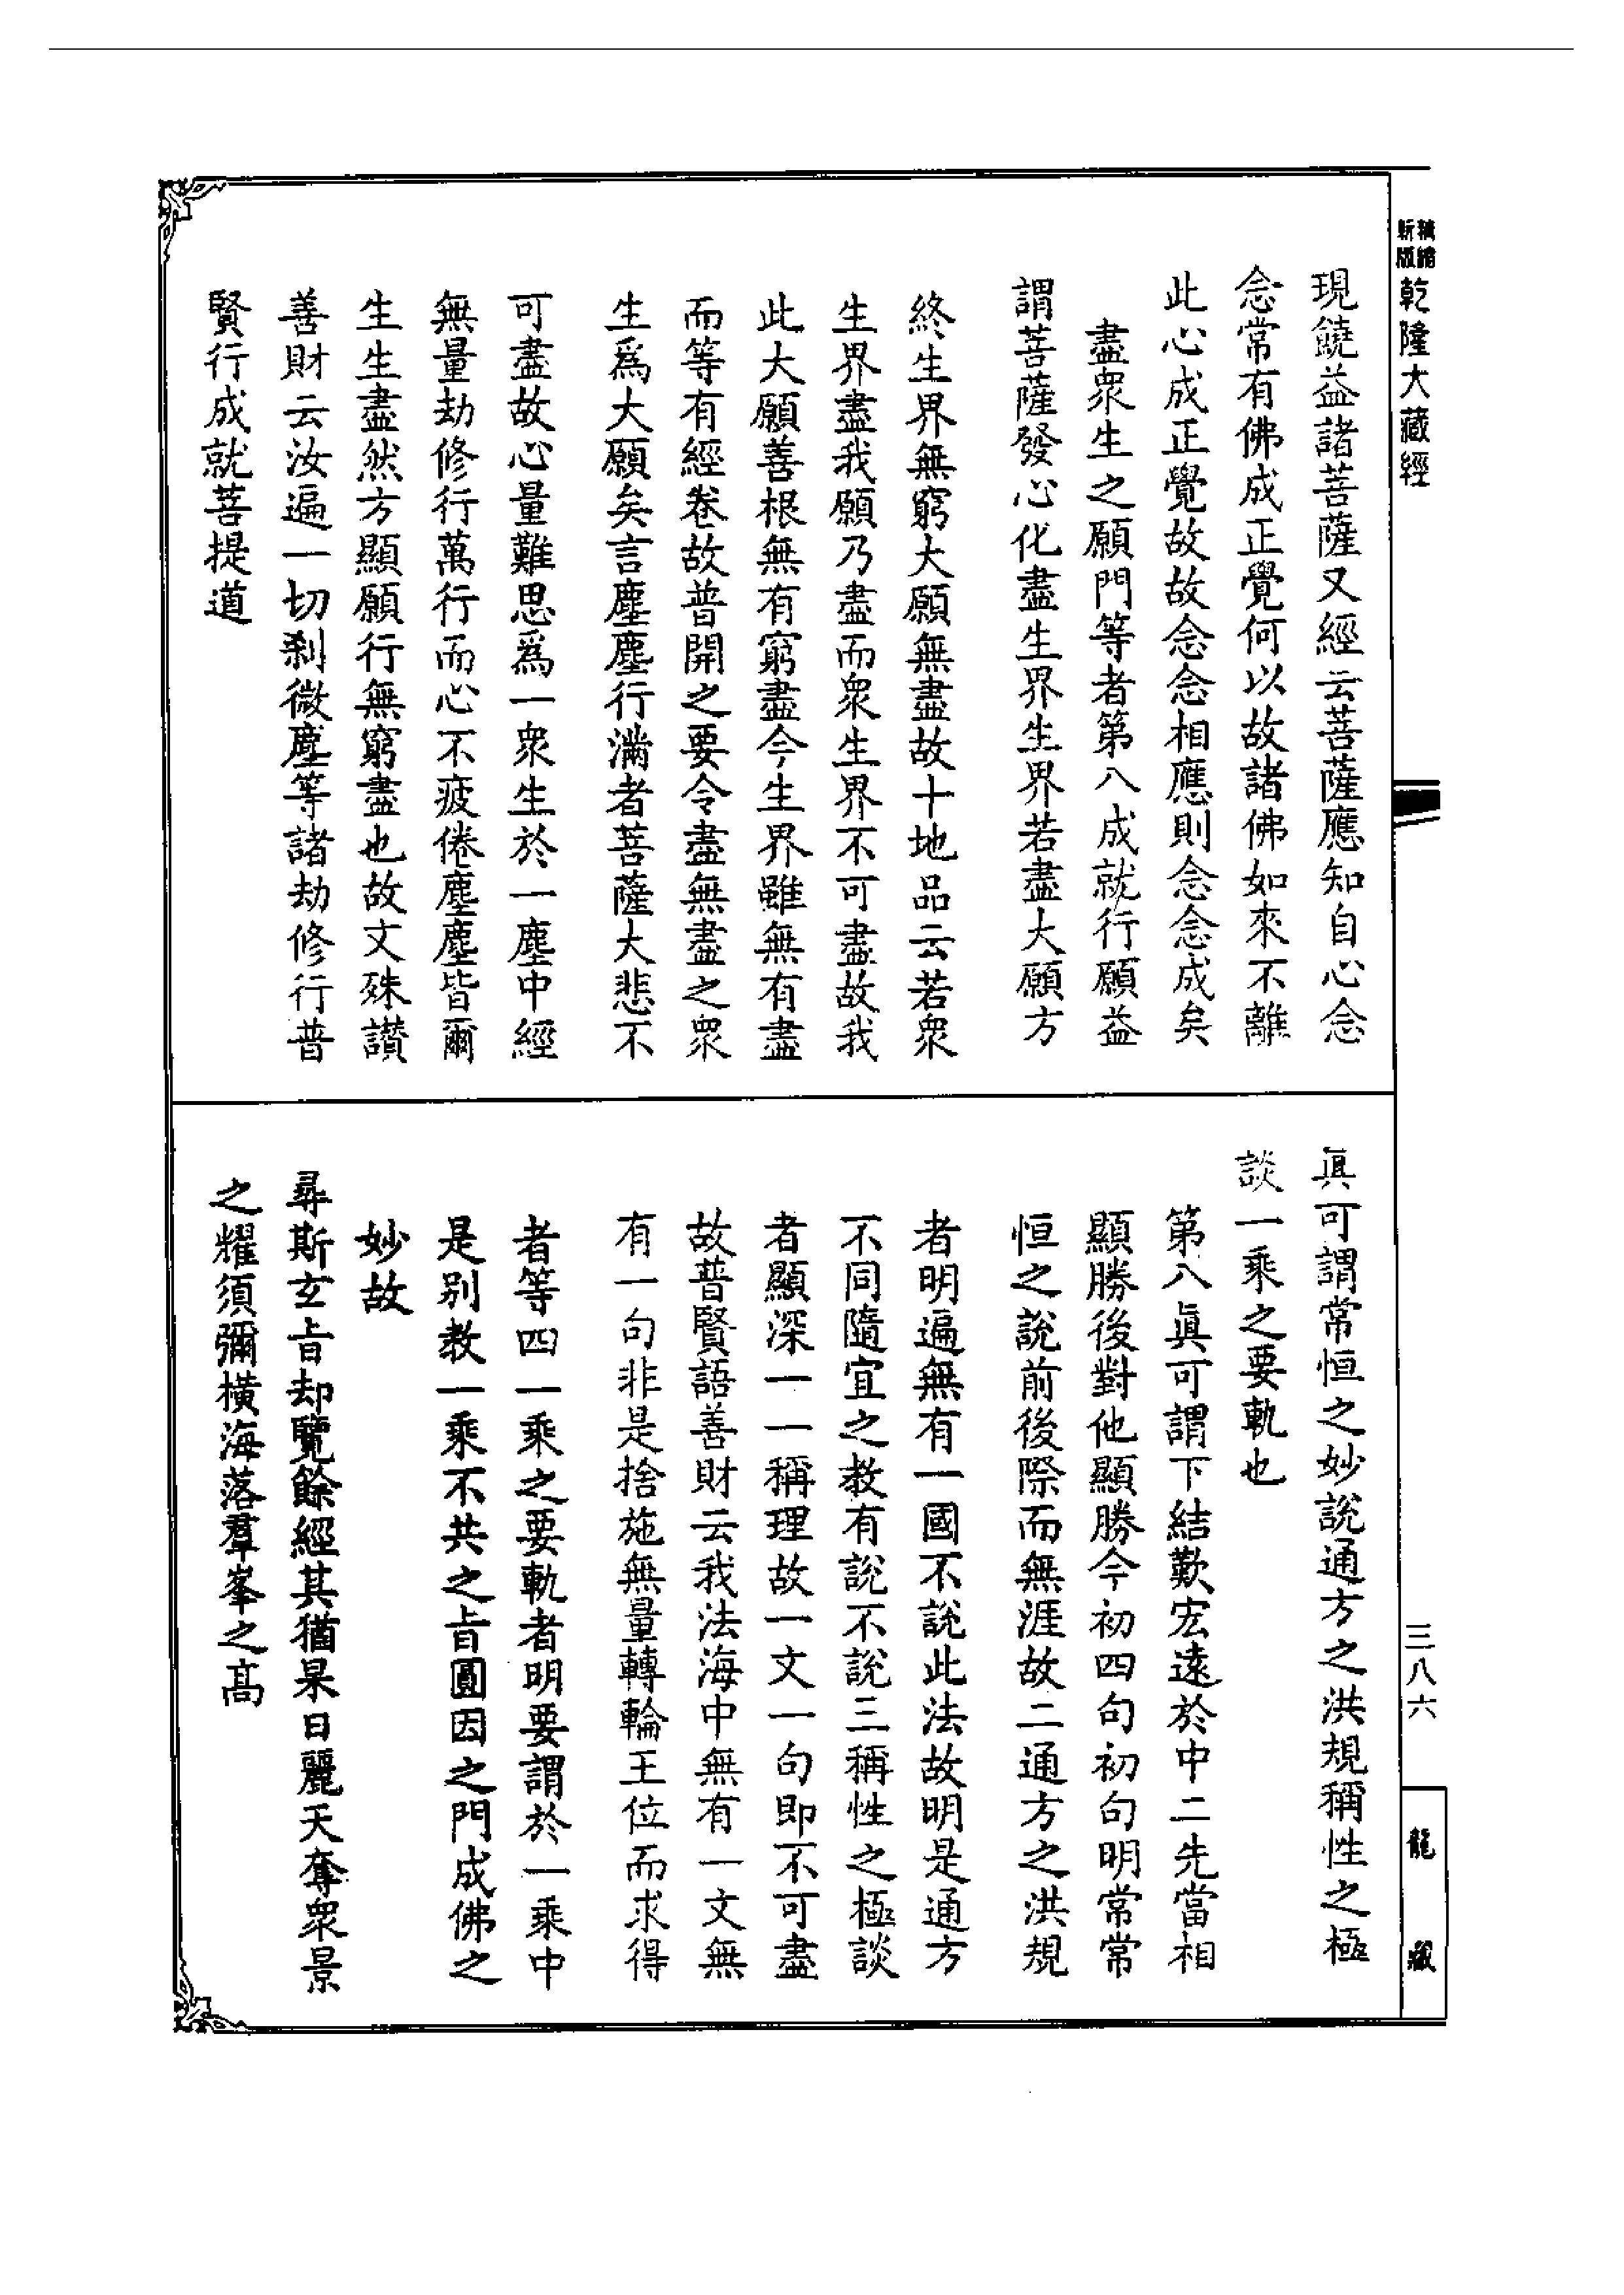 乾隆大藏經
現饒益諸菩薩又經云菩薩應知自心念
念常有佛成正覺何以故諸佛如來不離
此心成正覺故故念念相應則念念成矣
盡衆生之願門等者第八成就行願益
謂菩薩發心化盡生界生界若盡大願方
終生界無窮大願無盡故十地品云若衆
生界盡我願乃盡而衆生界不可盡故我
此大願善根無有窮盡今生界雖無有盡
而等有經卷故普開之要令盡無盡之衆
生爲大願矣言塵塵行滿者菩薩大悲不
可盡故心量難思爲一衆生於一塵中經
無量劫修行萬行而心不疲倦塵塵皆爾
生生盡然方顯願行無窮盡也故文殊讃
善財云汝遍一切剎微塵等諸劫修行普
賢行成就菩提道
真可謂常恒之妙説通方之洪規稱性之極
談一乘之要軌也
第八眞可謂下結歎宏遠於中二先當相
顯勝後對他顯勝今初四句初句明常常
恒之説前後際而無涯故二通方之洪規
者明遍無有一國不説此法故明是通方
不同隨宜之教有説不説三稱性之極談
者顯深一一稱理故一文一句即不可盡
故普賢語善財云我法海中無有一文無
有一句非是捨施無量轉輪王位而求得
者等四一乘之要軌者明要謂於一乘中
是别教一乘不共之旨圓因之門成佛之
妙故
尋斯玄旨却覽餘經其猶杲日麗天奪衆景
之耀須彌橫海落羣峯之高
三八六
龍藏